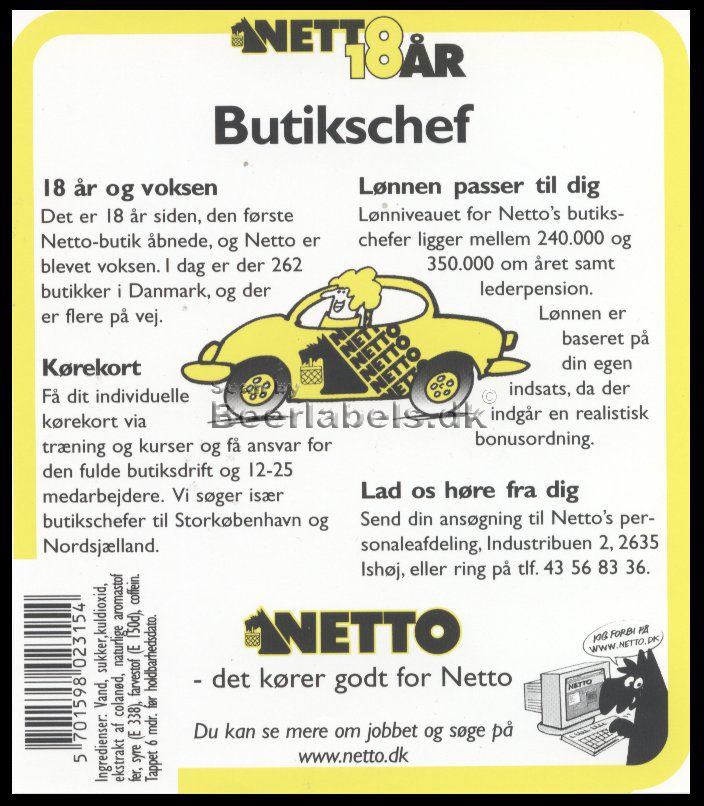 NETTO
18 ÅR
Butikschef
18 år og voksen
Det er 18 år siden, den første
Netto-butik åbnede, og Netto er
blevet voksen. I dag er der 262
butikker i Danmark, og der
er flere på vej.
Kørekort
Få dit individuelle
kørekort via
træning og kurser og få ansvar for
den fulde butiksdrift og 12-25
medarbejdere. Vi søger især
butikschefer til Storkøbenhavn og
Nordsjælland.
Lønnen passer til dig
Lønniveauet for Netto's butiks-
chefer ligger mellem 240.000 og
350.000 om året samt
lederpension.
Lønnen er
baseret på
din egen
indsats, da der
indgår en realistisk
bonusordning.
Lad os høre fra dig
Send din ansøgning til Netto's per-
sonaleafdeling, Industribuen 2, 2635
Ishøj, eller ring på tlf. 43 56 83 36.
NETTO
NETTO
NETTO
NETTO
NETTO
©
Beerlabels.dk
5 701598 023154
Ingredienser: Vand, sukker, kuldioxid,
ekstrakt af colanød, naturlige aromastof
fer, syre (E 338), farvestof (E 150d), coffein.
Tappet 6 mdr. før holdbarhedsdato.
NETTO
- det kører godt for Netto
Du kan se mere om jobbet og søge på
www.netto.dk
KIG FORBI PÅ
WWW.NETTO.DK
NETTO